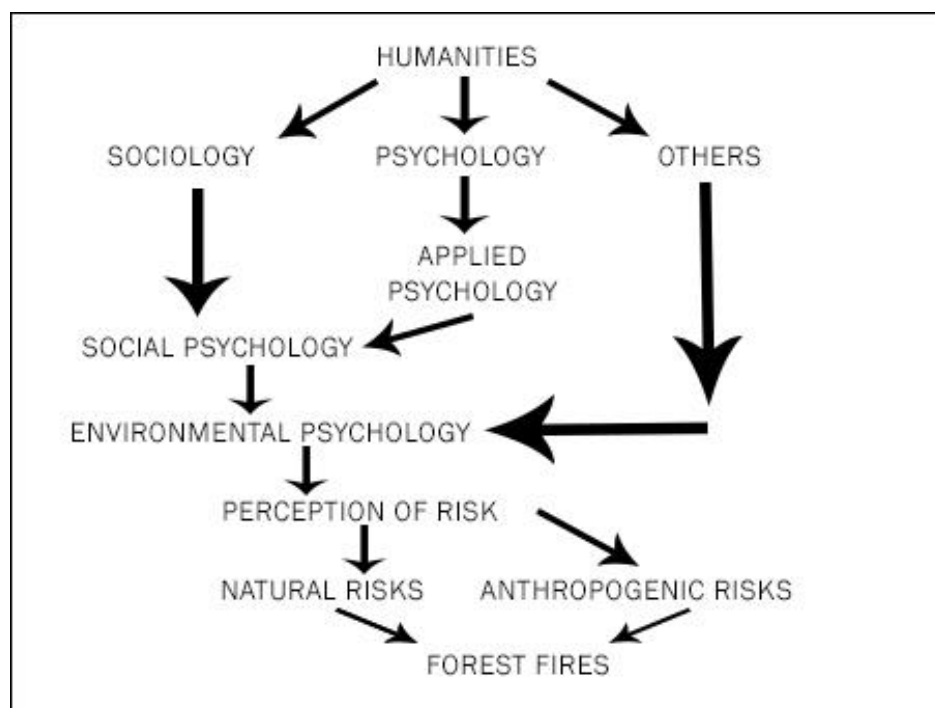 HUMANITIES
SOCIOLOGY
PSYCHOLOGY
OTHERS
APPLIED
PSYCHOLOGY
SOCIAL PSYCHOLOGY
ENVIRONMENTAL PSYCHOLOGY
PERCEPTION OF RISK
NATURAL RISKS
ANTHROPOGENIC RISKS
FOREST FIRES